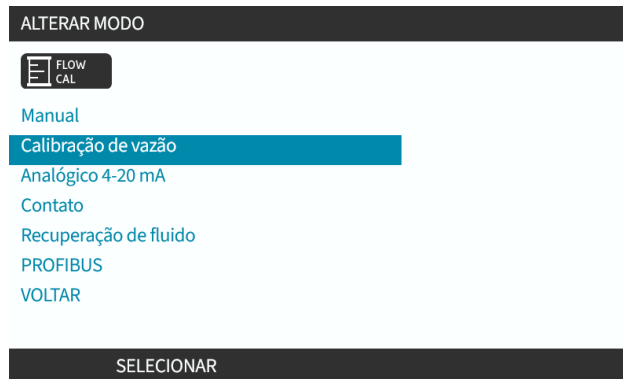 ALTERAR MODO
FLOW
CAL
Manual
Calibração de vazão
Analógico 4-20 mA
Contato
Recuperação de fluido
PROFIBUS
VOLTAR
SELECIONAR